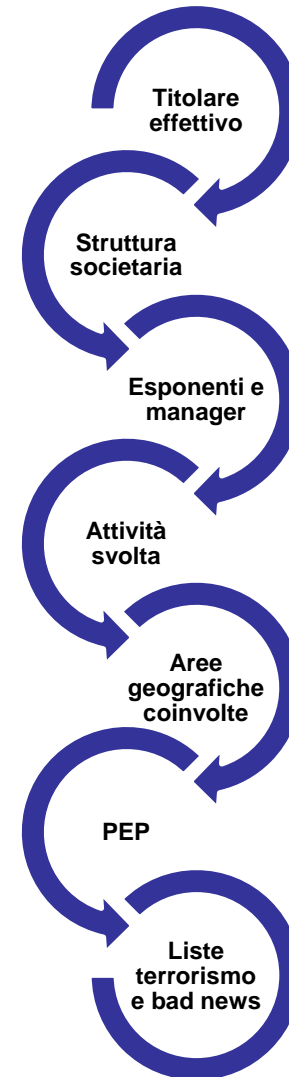 Titolare
effettivo
Struttura
societaria
Esponenti e
manager
Attività
svolta
Aree
geografiche
coinvolte
PEP
Liste
terrorismo
e bad news